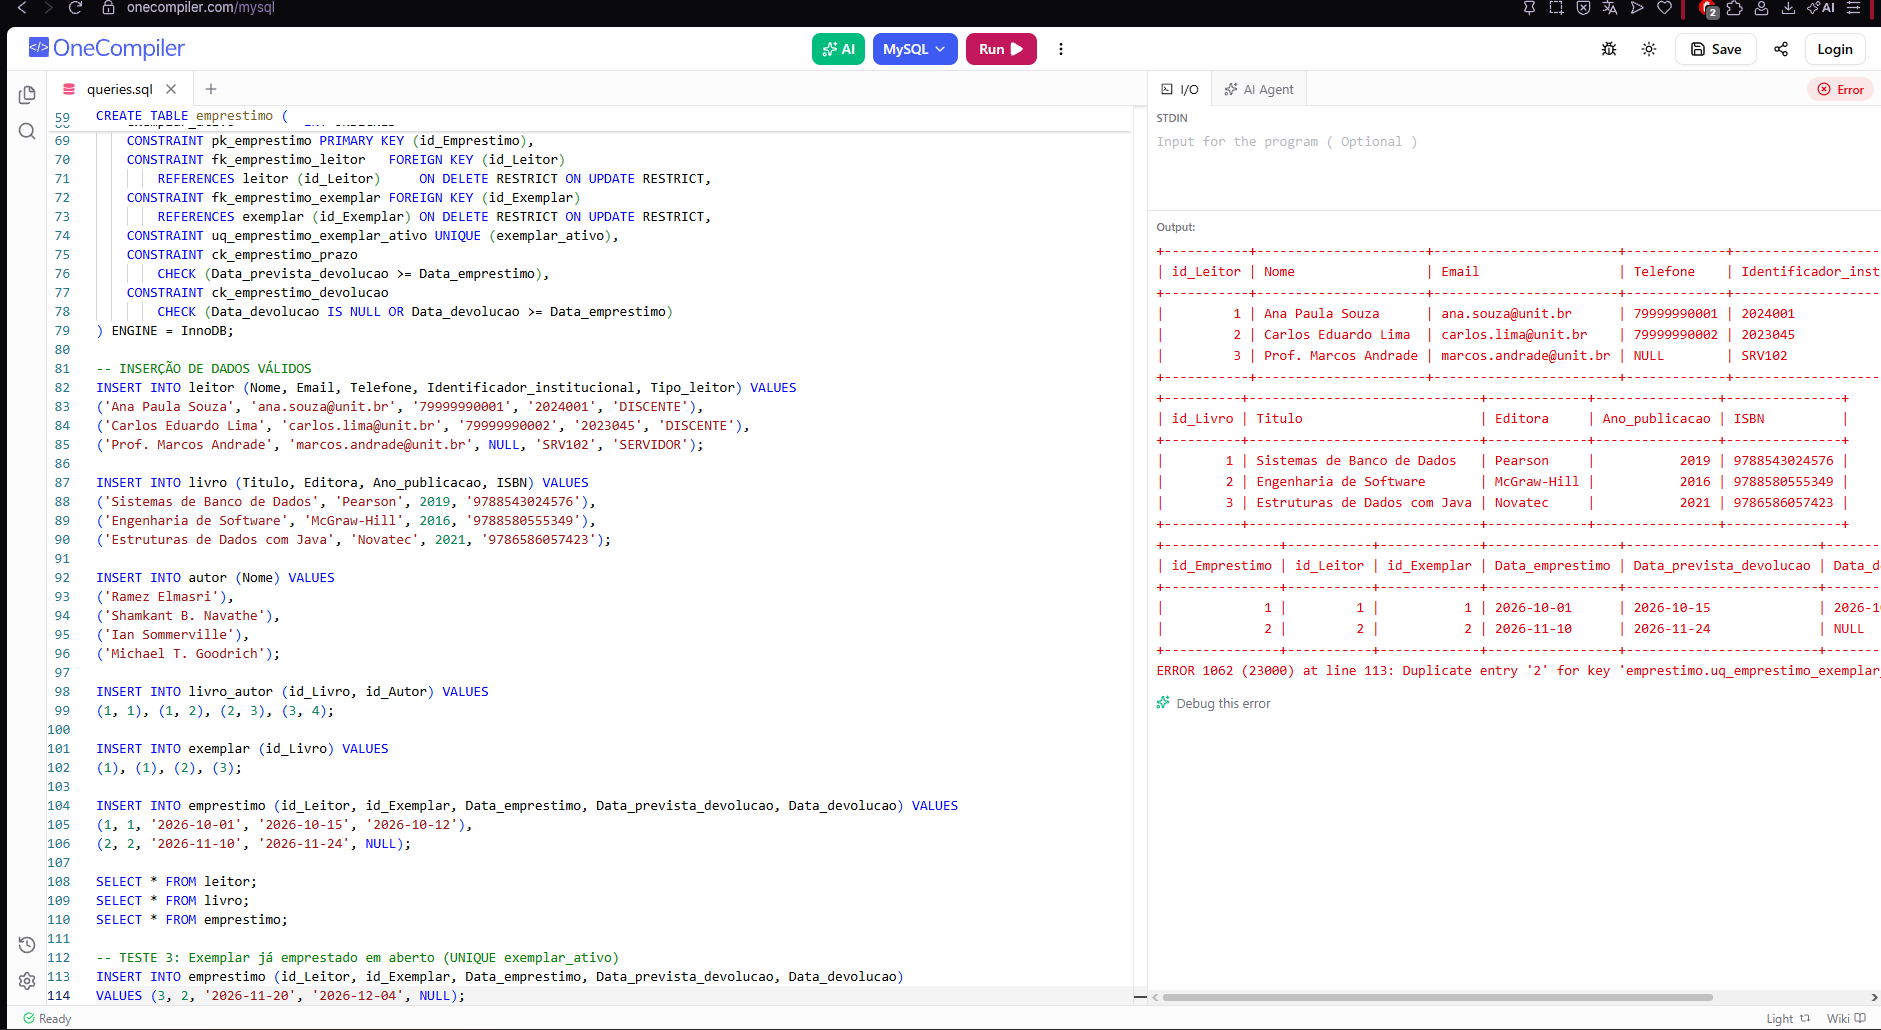 onecompiler.com/mysql
2
AI
</> OneCompiler
AI
MySQL
Run
Save
Login
queries.sql
59 CREATE TABLE emprestimo (
69 CONSTRAINT pk_emprestimo PRIMARY KEY (id_Emprestimo),
70 CONSTRAINT fk_emprestimo_leitor   FOREIGN KEY (id_Leitor)
71 REFERENCES leitor (id_Leitor)     ON DELETE RESTRICT ON UPDATE RESTRICT,
72 CONSTRAINT fk_emprestimo_exemplar FOREIGN KEY (id_Exemplar)
73 REFERENCES exemplar (id_Exemplar) ON DELETE RESTRICT ON UPDATE RESTRICT,
74 CONSTRAINT uq_emprestimo_exemplar_ativo UNIQUE (exemplar_ativo),
75 CONSTRAINT ck_emprestimo_prazo
76 CHECK (Data_prevista_devolucao >= Data_emprestimo),
77 CONSTRAINT ck_emprestimo_devolucao
78 CHECK (Data_devolucao IS NULL OR Data_devolucao >= Data_emprestimo)
79 ) ENGINE = InnoDB;
80
81 -- INSERÇÃO DE DADOS VÁLIDOS
82 INSERT INTO leitor (Nome, Email, Telefone, Identificador_institucional, Tipo_leitor) VALUES
83 ('Ana Paula Souza', 'ana.souza@unit.br', '79999990001', '2024001', 'DISCENTE'),
84 ('Carlos Eduardo Lima', 'carlos.lima@unit.br', '79999990002', '2023045', 'DISCENTE'),
85 ('Prof. Marcos Andrade', 'marcos.andrade@unit.br', NULL, 'SRV102', 'SERVIDOR');
86
87 INSERT INTO livro (Titulo, Editora, Ano_publicacao, ISBN) VALUES
88 ('Sistemas de Banco de Dados', 'Pearson', 2019, '9788543024576'),
89 ('Engenharia de Software', 'McGraw-Hill', 2016, '9788580555349'),
90 ('Estruturas de Dados com Java', 'Novatec', 2021, '9786586057423');
91
92 INSERT INTO autor (Nome) VALUES
93 ('Ramez Elmasri'),
94 ('Shamkant B. Navathe'),
95 ('Ian Sommerville'),
96 ('Michael T. Goodrich');
97
98 INSERT INTO livro_autor (id_Livro, id_Autor) VALUES
99 (1, 1), (1, 2), (2, 3), (3, 4);
100
101 INSERT INTO exemplar (id_Livro) VALUES
102 (1), (1), (2), (3);
103
104 INSERT INTO emprestimo (id_Leitor, id_Exemplar, Data_emprestimo, Data_prevista_devolucao, Data_devolucao) VALUES
105 (1, 1, '2026-10-01', '2026-10-15', '2026-10-12'),
106 (2, 2, '2026-11-10', '2026-11-24', NULL);
107
108 SELECT * FROM leitor;
109 SELECT * FROM livro;
110 SELECT * FROM emprestimo;
111
112 -- TESTE 3: Exemplar já emprestado em aberto (UNIQUE exemplar_ativo)
113 INSERT INTO emprestimo (id_Leitor, id_Exemplar, Data_emprestimo, Data_prevista_devolucao, Data_devolucao)
114 VALUES (3, 2, '2026-11-20', '2026-12-04', NULL);
I/O
AI Agent
Error
STDIN
Input for the program ( Optional )
Output:
| id_Leitor | Nome | Email | Telefone | Identificador_inst
| 1 | Ana Paula Souza | ana.souza@unit.br | 79999990001 | 2024001
| 2 | Carlos Eduardo Lima | carlos.lima@unit.br | 79999990002 | 2023045
| 3 | Prof. Marcos Andrade | marcos.andrade@unit.br | NULL | SRV102
| id_Livro | Titulo | Editora | Ano_publicacao | ISBN |
| 1 | Sistemas de Banco de Dados | Pearson | 2019 | 9788543024576 |
| 2 | Engenharia de Software | McGraw-Hill | 2016 | 9788580555349 |
| 3 | Estruturas de Dados com Java | Novatec | 2021 | 9786586057423 |
| id_Emprestimo | id_Leitor | id_Exemplar | Data_emprestimo | Data_prevista_devolucao | Data_d
| 1 | 1 | 1 | 2026-10-01 | 2026-10-15 | 2026-1
| 2 | 2 | 2 | 2026-11-10 | 2026-11-24 | NULL
ERROR 1062 (23000) at line 113: Duplicate entry '2' for key 'emprestimo.uq_emprestimo_exemplar_
Debug this error
Ready
Light
Wiki